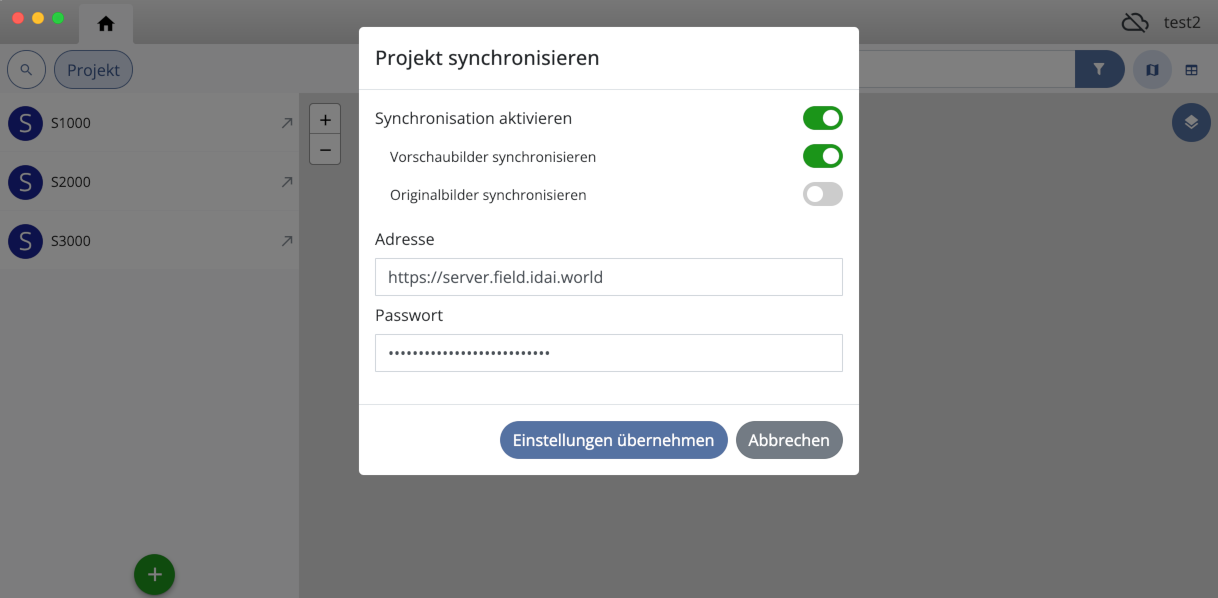 test2
Projekt
S S1000
S S2000
S S3000
+
−
Projekt synchronisieren
Synchronisation aktivieren
Vorschaubilder synchronisieren
Originalbilder synchronisieren
Adresse
https://server.field.idai.world
Passwort
•••••••••••••••••••••••••••
Einstellungen übernehmen Abbrechen
+